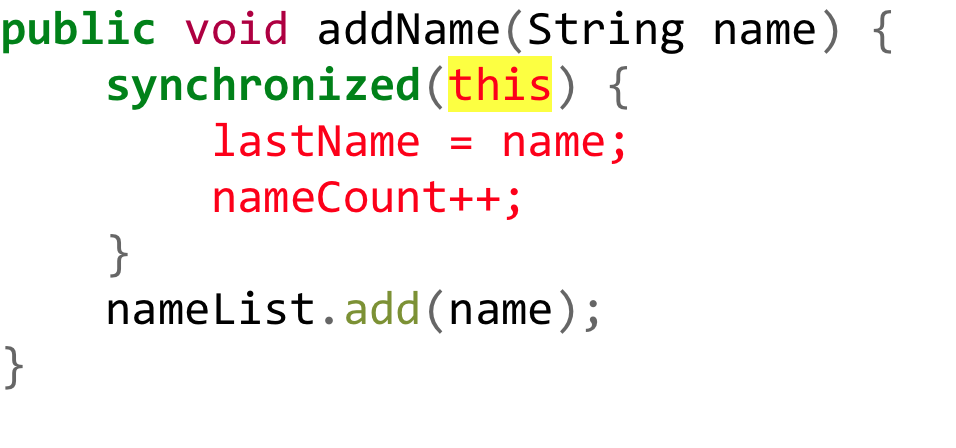 public void addName(String name) {
    synchronized(this) {
        lastName = name;
        nameCount++;
    }
    nameList.add(name);
}